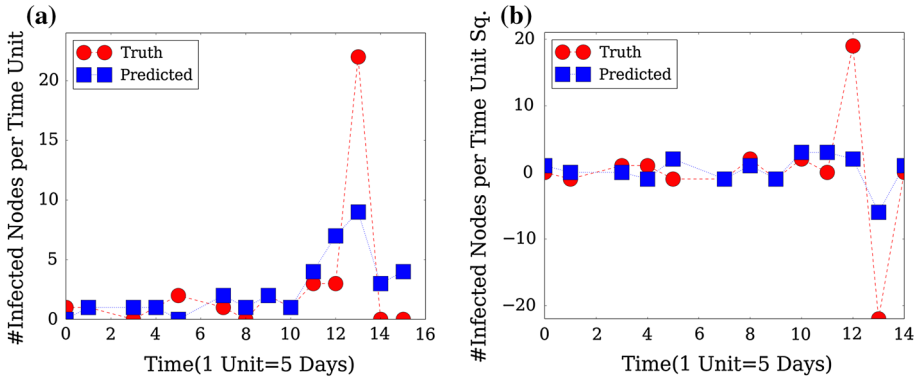 (a)
#Infected Nodes per Time Unit
20
15
10
5
0
Truth
Predicted
0 2 4 6 8 10 12 14 16
Time(1 Unit=5 Days)
(b)
#Infected Nodes per Time Unit Sq.
20
10
0
−10
−20
Truth
Predicted
0 2 4 6 8 10 12 14
Time(1 Unit=5 Days)